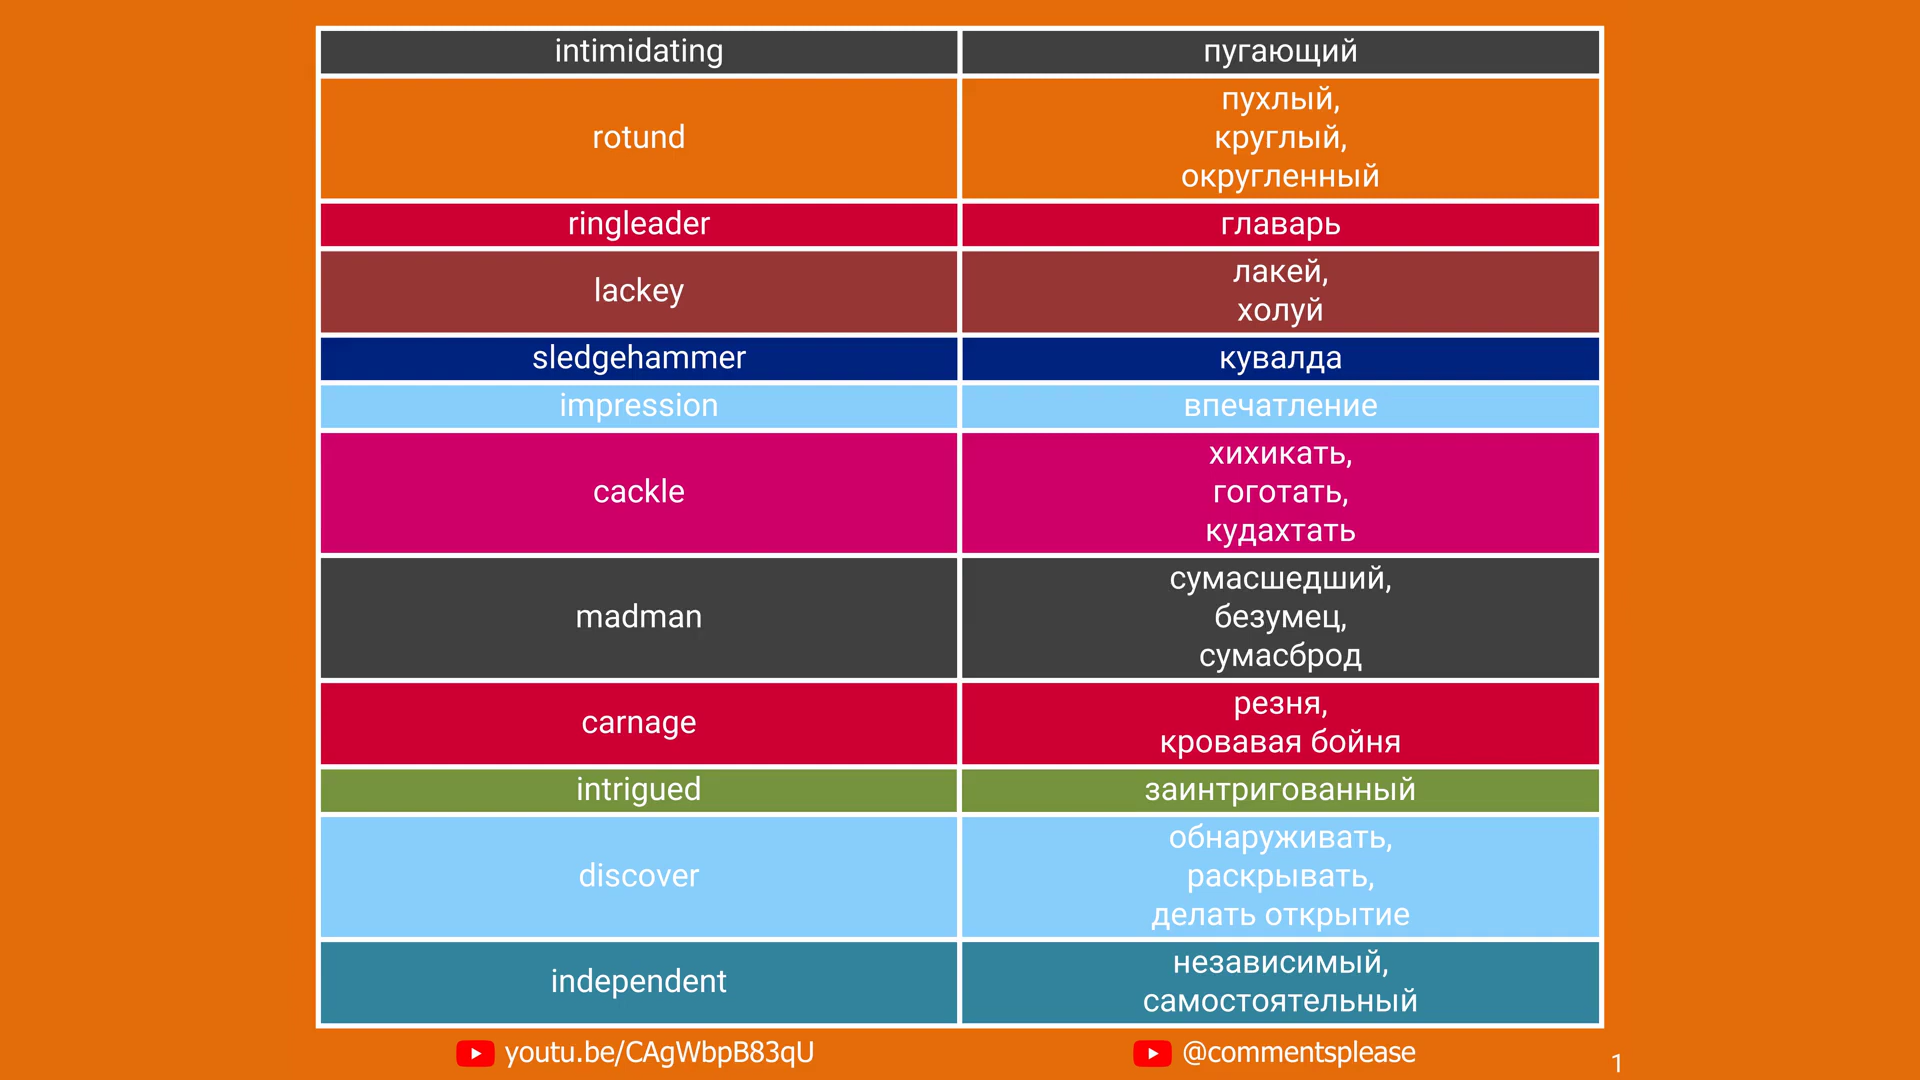 intimidating
пугающий
rotund
пухлый,
круглый,
округленный
ringleader
главарь
lackey
лакей,
холуй
sledgehammer
кувалда
impression
впечатление
cackle
хихикать,
гоготать,
кудахтать
madman
сумасшедший,
безумец,
сумасброд
carnage
резня,
кровавая бойня
intrigued
заинтригованный
discover
обнаруживать,
раскрывать,
делать открытие
independent
независимый,
самостоятельный
youtu.be/CAgWbpB83qU
@commentsplease
1